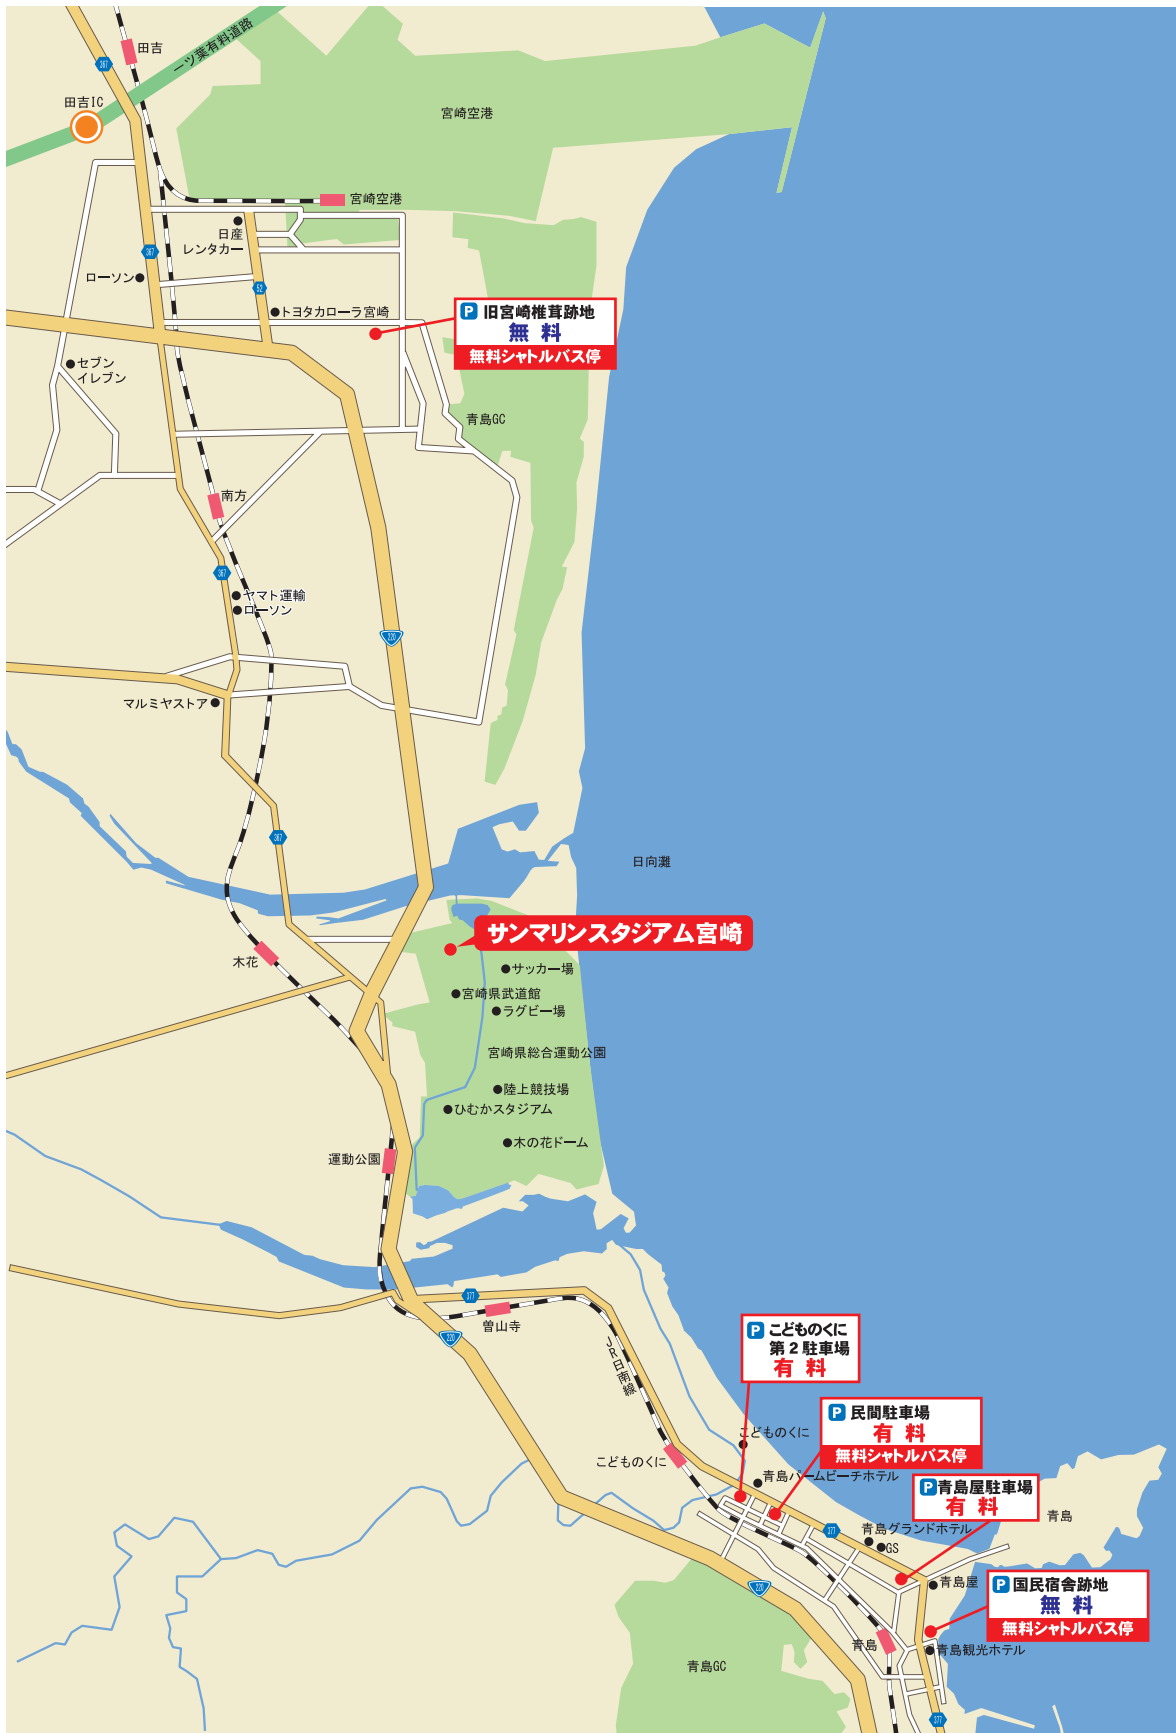 田吉
一ツ葉有料道路
367
田吉IC
宮崎空港
宮崎空港
日産
レンタカー
367
ローソン
52
トヨタカローラ宮崎
P 旧宮崎椎茸跡地
無料
無料シャトルバス停
セブン
イレブン
青島GC
南方
367
ヤマト運輸
ローソン
220
マルミヤストア
367
日向灘
サンマリンスタジアム宮崎
木花
サッカー場
宮崎県武道館
ラグビー場
宮崎県総合運動公園
陸上競技場
ひむかスタジアム
木の花ドーム
運動公園
377
曽山寺
220
JR日南線
P こどものくに
第2駐車場
有料
P 民間駐車場
有料
無料シャトルバス停
こどものくに
こどものくに
青島パームビーチホテル
P 青島屋駐車場
有料
青島
377
青島グランドホテル
GS
220
青島屋
P 国民宿舎跡地
無料
無料シャトルバス停
青島
青島観光ホテル
青島GC
377